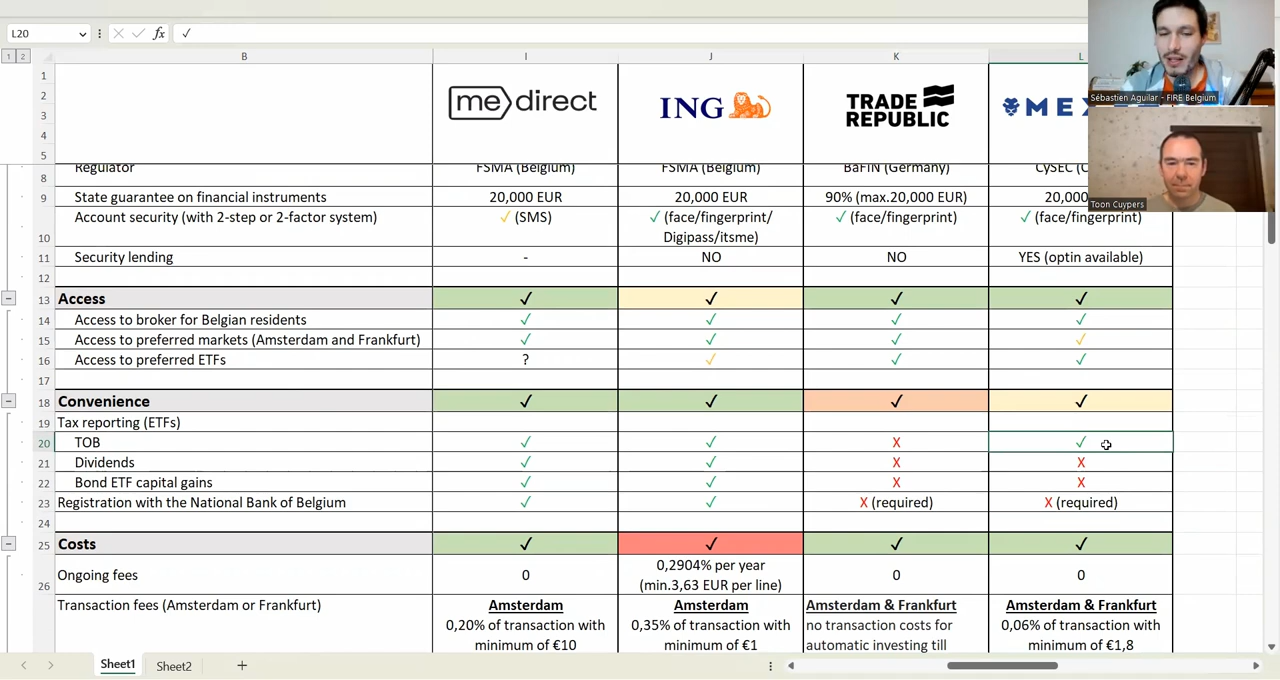 L20 fx ✓
1 2 B I J K L
1
2
3
4
5
me direct ING TRADE REPUBLIC MEX
Sébastien Aguilar - FIRE Belgium
Toon Cuypers
8 Regulator FSMA (Belgium) FSMA (Belgium) BaFIN (Germany) CySEC (C
9 State guarantee on financial instruments 20,000 EUR 20,000 EUR 90% (max.20,000 EUR) 20,00
10 Account security (with 2-step or 2-factor system) ✓ (SMS) ✓ (face/fingerprint/ ✓ (face/fingerprint) ✓ (face/fingerprint)
Digipass/itsme)
11 Security lending - NO NO YES (optin available)
12
13 Access ✓ ✓ ✓ ✓
14 Access to broker for Belgian residents ✓ ✓ ✓ ✓
15 Access to preferred markets (Amsterdam and Frankfurt) ✓ ✓ ✓ ✓
16 Access to preferred ETFs ? ✓ ✓ ✓
17
18 Convenience ✓ ✓ ✓ ✓
19 Tax reporting (ETFs)
20 TOB ✓ ✓ X ✓
21 Dividends ✓ ✓ X X
22 Bond ETF capital gains ✓ ✓ X X
23 Registration with the National Bank of Belgium ✓ ✓ X (required) X (required)
24
25 Costs ✓ ✓ ✓ ✓
26 Ongoing fees 0 0,2904% per year 0 0
(min.3,63 EUR per line)
Transaction fees (Amsterdam or Frankfurt) Amsterdam Amsterdam Amsterdam & Frankfurt Amsterdam & Frankfurt
0,20% of transaction with 0,35% of transaction with no transaction costs for 0,06% of transaction with
minimum of €10 minimum of €1 automatic investing till minimum of €1,8
Sheet1 Sheet2 +